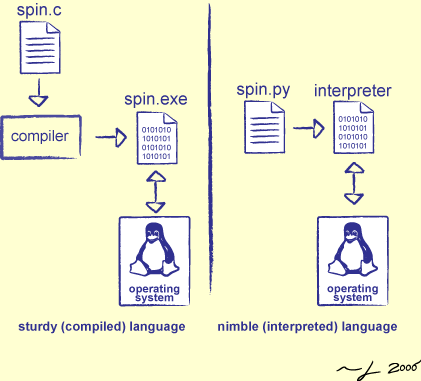 spin.c
compiler
spin.exe
0101010
1010101
0101010
1010101
operating
system
sturdy (compiled) language
spin.py
interpreter
0101010
1010101
0101010
1010101
operating
system
nimble (interpreted) language
2000